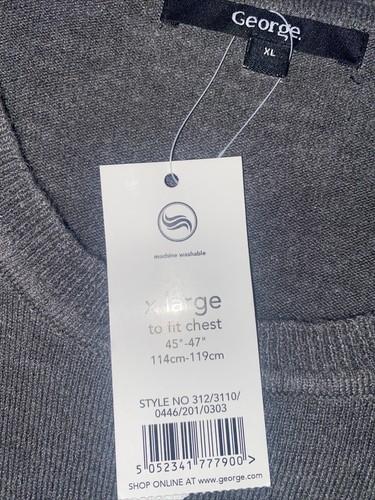 George.
XL
machine washable
x large
to fit chest
45"-47"
114cm-119cm
STYLE NO 312/3110/
0446/201/0303
5 052341 777900 >
SHOP ONLINE AT www.george.com